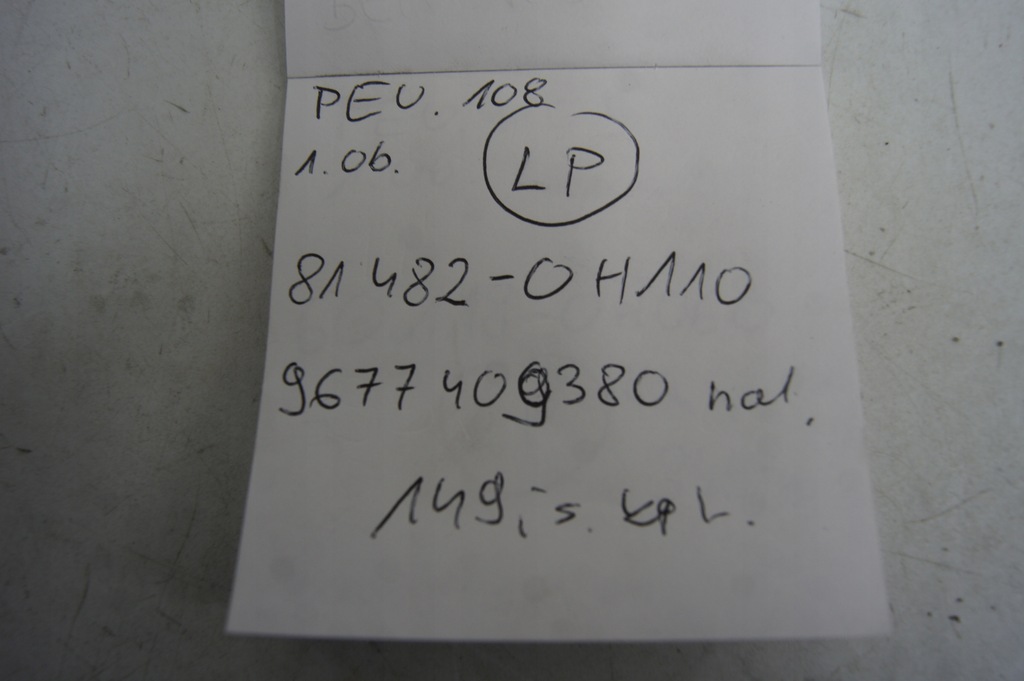 PEU. 108
1.06. LP
81482-0H110
9677409380 nal.
149,- s. kpl.